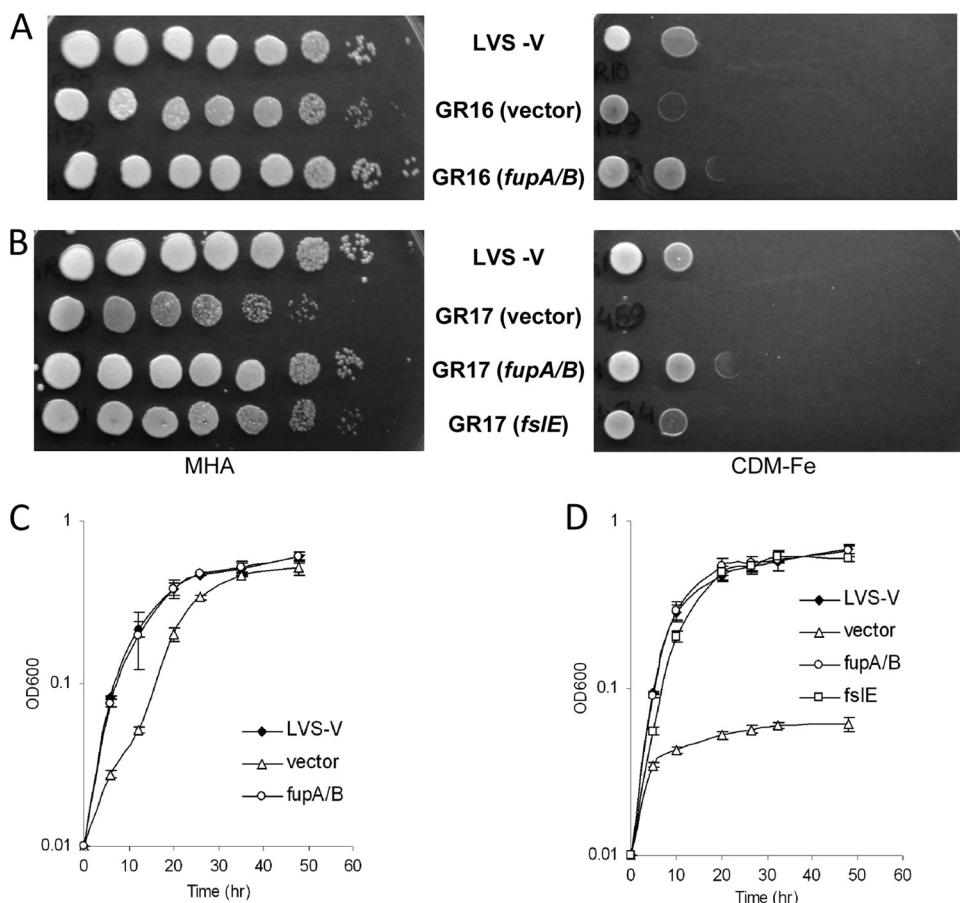 A
LVS -V
GR16 (vector)
GR16 (fupA/B)
B
LVS -V
GR17 (vector)
GR17 (fupA/B)
GR17 (fslE)
MHA
CDM-Fe
C
1
0.1
0.01
OD600
0 10 20 30 40 50 60
Time (hr)
LVS-V
vector
fupA/B
D
1
0.1
0.01
OD600
0 10 20 30 40 50 60
Time (hr)
LVS-V
vector
fupA/B
fslE